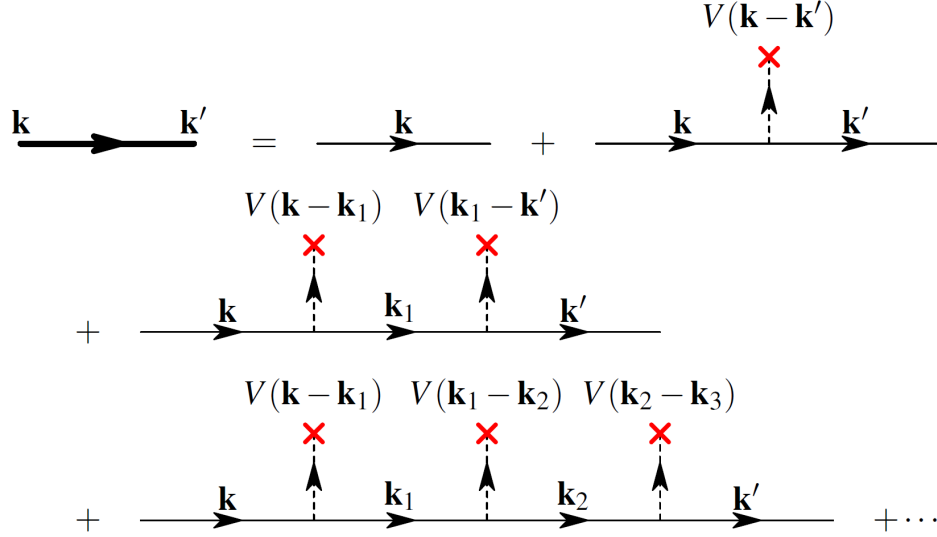 V(k − k′)
k k′ = k + k k′
V(k − k₁) V(k₁ − k′)
+ k k₁ k′
V(k − k₁) V(k₁ − k₂) V(k₂ − k₃)
+ k k₁ k₂ k′ + ⋯